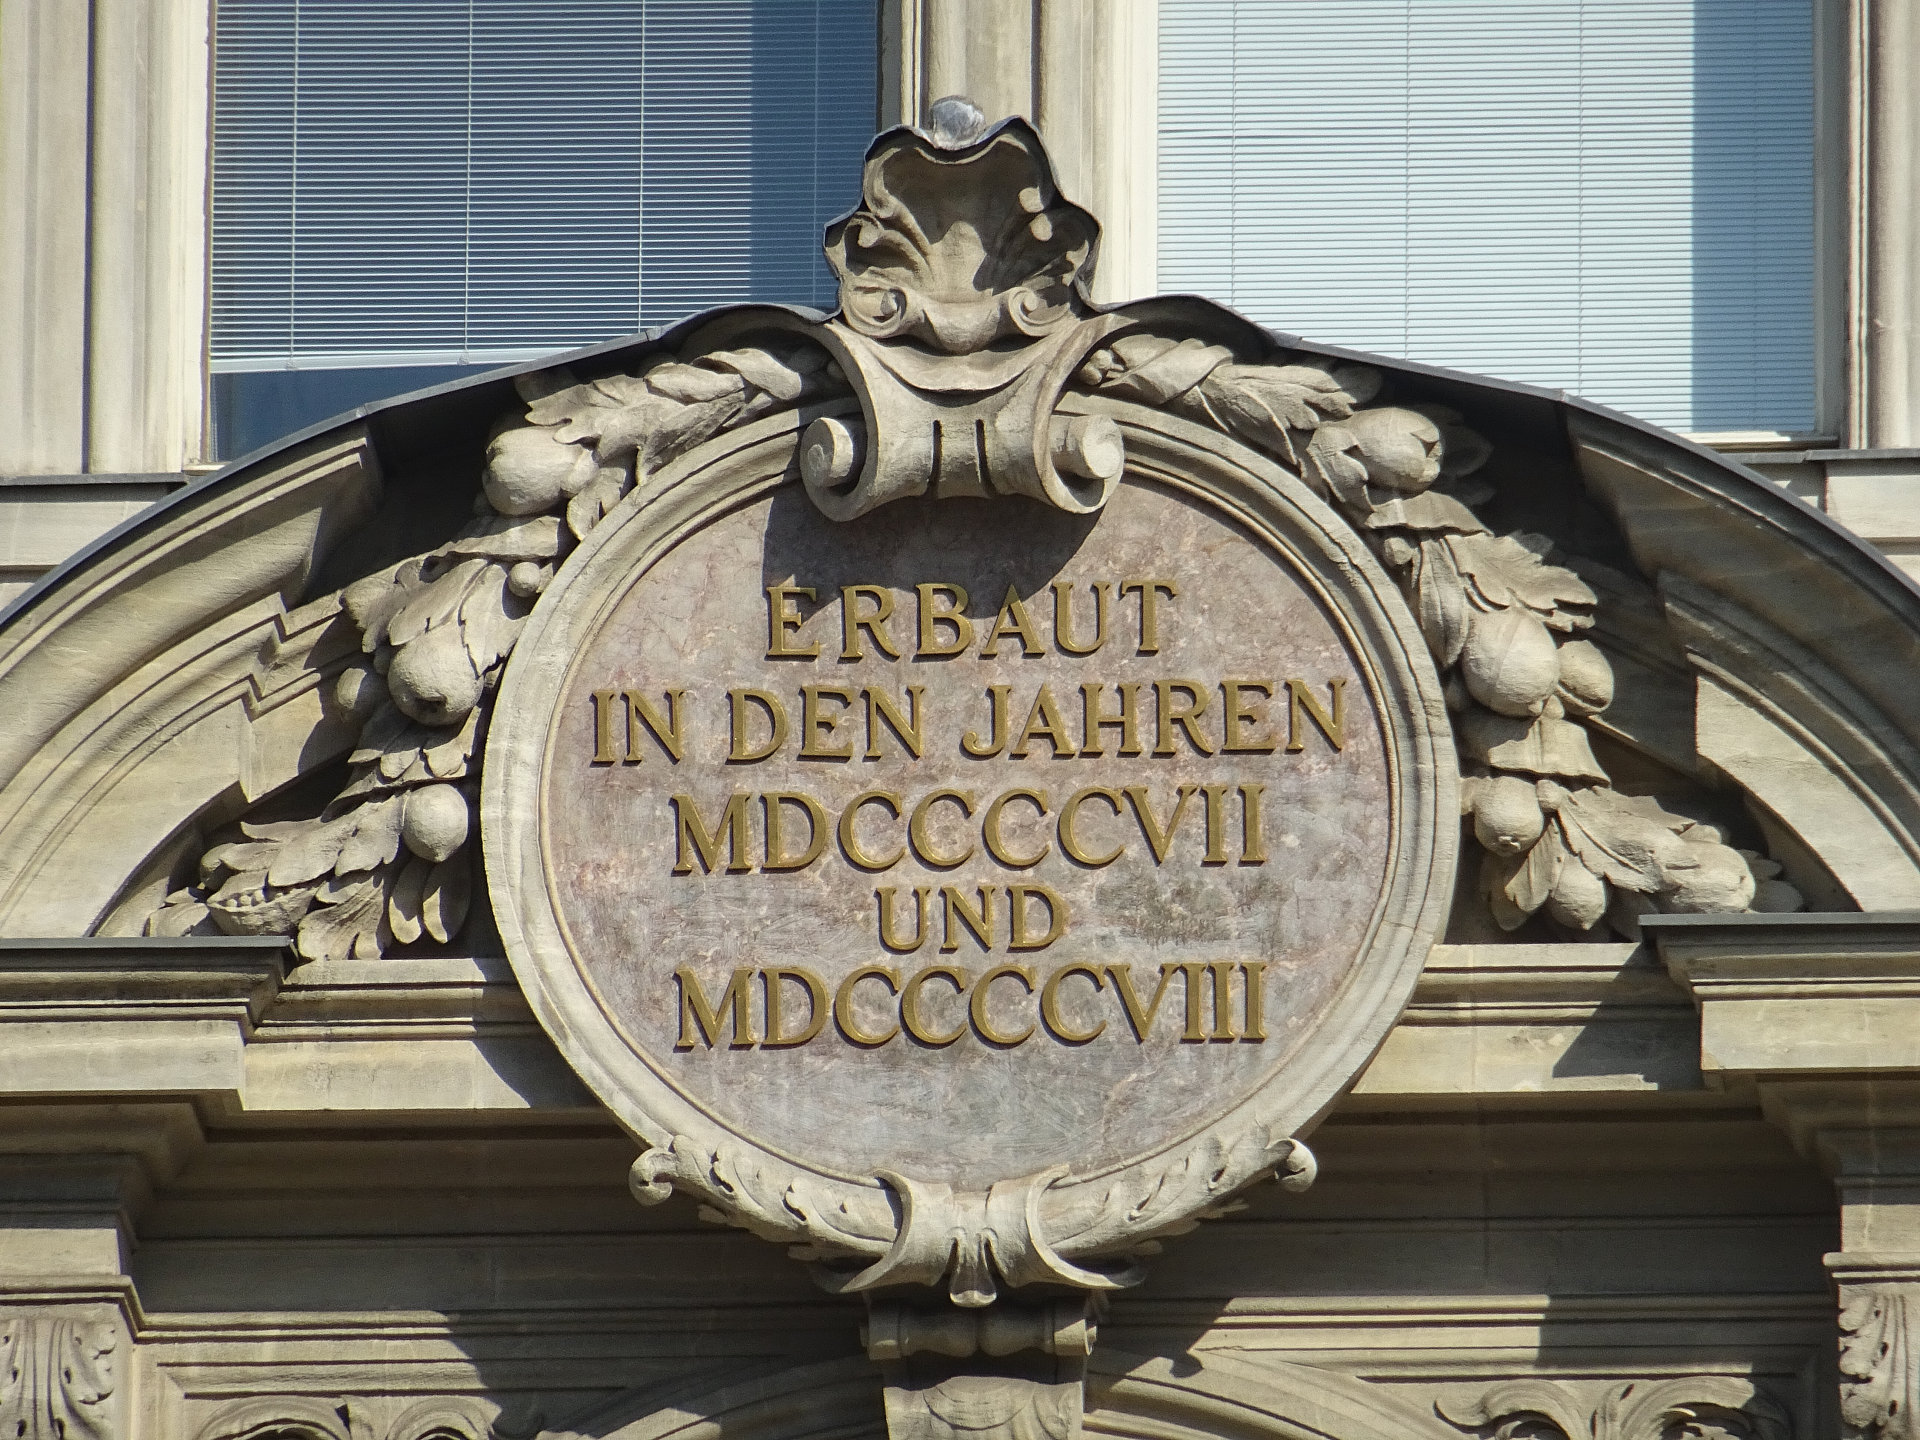 ERBAUT
IN DEN JAHREN
MDCCCCVII
UND
MDCCCCVIII